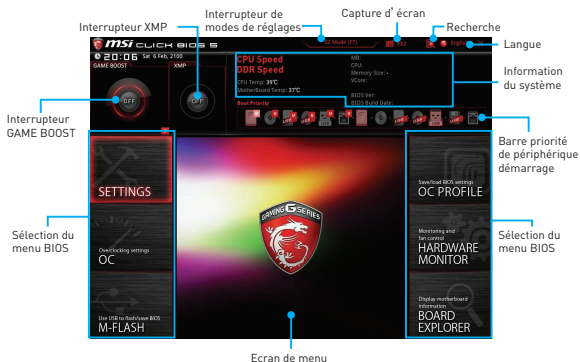 Interrupteur XMP
Interrupteur de
modes de réglages
Capture d'écran
Recherche
Langue
msi CLICK BIOS 5
EZ Mode (F7)
F12
English
20:06 Sat 6 Feb, 2100
GAME BOOST
XMP
OFF
OFF
CPU Speed
DDR Speed
CPU Temp: 39°C
MotherBoard Temp: 37°C
MB:
CPU:
Memory Size: -
VCore:
BIOS Ver:
BIOS Build Date:
Boot Priority
USB
USB
USB
USB
Information
du système
Interrupteur
GAME BOOST
Barre priorité
de périphérique
démarrage
SETTINGS
Overclocking settings
OC
Use USB to flash/save BIOS
M-FLASH
GAMING G SERIES
Save/load BIOS settings
OC PROFILE
Monitoring and
fan control
HARDWARE
MONITOR
Display motherboard
information
BOARD
EXPLORER
Sélection du
menu BIOS
Sélection du
menu BIOS
Ecran de menu